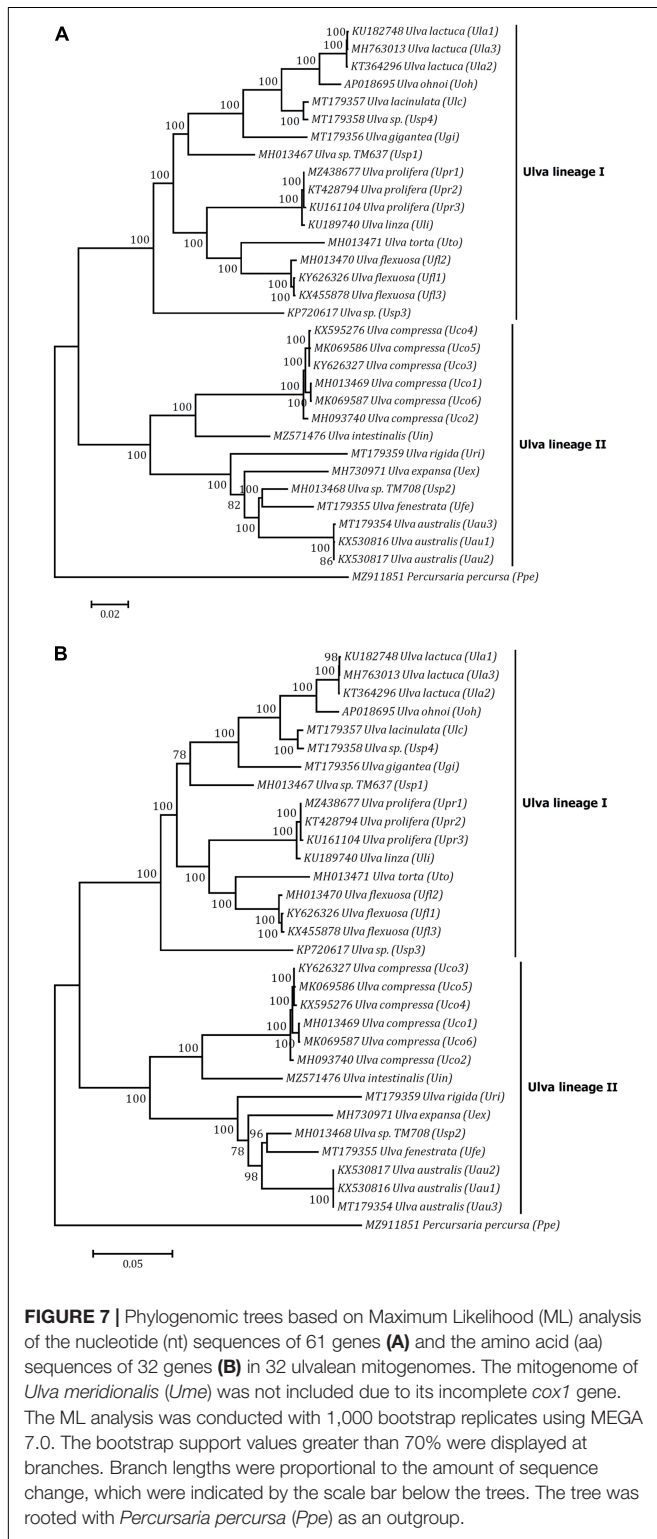 A
100
KU182748 Ulva lactuca (Ula1)
100
MH763013 Ulva lactuca (Ula3)
100
KT364296 Ulva lactuca (Ula2)
100
AP018695 Ulva ohnoi (Uoh)
100
MT179357 Ulva lacinulata (Ulc)
100
MT179358 Ulva sp. (Usp4)
100
MT179356 Ulva gigantea (Ugi)
100
MH013467 Ulva sp. TM637 (Usp1)
100
MZ438677 Ulva prolifera (Upr1)
KT428794 Ulva prolifera (Upr2)
100
KU161104 Ulva prolifera (Upr3)
KU189740 Ulva linza (Uli)
100
100
MH013471 Ulva torta (Uto)
100
MH013470 Ulva flexuosa (Ufl2)
100
KY626326 Ulva flexuosa (Ufl1)
100
KX455878 Ulva flexuosa (Ufl3)
KP720617 Ulva sp. (Usp3)
Ulva lineage I
KX595276 Ulva compressa (Uco4)
100
MK069586 Ulva compressa (Uco5)
KY626327 Ulva compressa (Uco3)
100
MH013469 Ulva compressa (Uco1)
100
MK069587 Ulva compressa (Uco6)
MH093740 Ulva compressa (Uco2)
100
MZ571476 Ulva intestinalis (Uin)
100
MT179359 Ulva rigida (Uri)
100
MH730971 Ulva expansa (Uex)
82
100
MH013468 Ulva sp. TM708 (Usp2)
MT179355 Ulva fenestrata (Ufe)
100
MT179354 Ulva australis (Uau3)
100
KX530816 Ulva australis (Uau1)
86
KX530817 Ulva australis (Uau2)
Ulva lineage II
MZ911851 Percursaria percursa (Ppe)
0.02
B
98
KU182748 Ulva lactuca (Ula1)
100
MH763013 Ulva lactuca (Ula3)
KT364296 Ulva lactuca (Ula2)
100
AP018695 Ulva ohnoi (Uoh)
100
MT179357 Ulva lacinulata (Ulc)
100
MT179358 Ulva sp. (Usp4)
100
MT179356 Ulva gigantea (Ugi)
78
MH013467 Ulva sp. TM637 (Usp1)
100
MZ438677 Ulva prolifera (Upr1)
KT428794 Ulva prolifera (Upr2)
100
KU161104 Ulva prolifera (Upr3)
KU189740 Ulva linza (Uli)
100
100
MH013471 Ulva torta (Uto)
100
MH013470 Ulva flexuosa (Ufl2)
100
KY626326 Ulva flexuosa (Ufl1)
100
KX455878 Ulva flexuosa (Ufl3)
KP720617 Ulva sp. (Usp3)
Ulva lineage I
KY626327 Ulva compressa (Uco3)
100
MK069586 Ulva compressa (Uco5)
KX595276 Ulva compressa (Uco4)
100
MH013469 Ulva compressa (Uco1)
100
MK069587 Ulva compressa (Uco6)
MH093740 Ulva compressa (Uco2)
100
MZ571476 Ulva intestinalis (Uin)
100
MT179359 Ulva rigida (Uri)
100
MH730971 Ulva expansa (Uex)
78
96
MH013468 Ulva sp. TM708 (Usp2)
MT179355 Ulva fenestrata (Ufe)
98
KX530817 Ulva australis (Uau2)
KX530816 Ulva australis (Uau1)
100
MT179354 Ulva australis (Uau3)
Ulva lineage II
MZ911851 Percursaria percursa (Ppe)
0.05
FIGURE 7 | Phylogenomic trees based on Maximum Likelihood (ML) analysis
of the nucleotide (nt) sequences of 61 genes (A) and the amino acid (aa)
sequences of 32 genes (B) in 32 ulvalean mitogenomes. The mitogenome of
Ulva meridionalis (Ume) was not included due to its incomplete cox1 gene.
The ML analysis was conducted with 1,000 bootstrap replicates using MEGA
7.0. The bootstrap support values greater than 70% were displayed at
branches. Branch lengths were proportional to the amount of sequence
change, which were indicated by the scale bar below the trees. The tree was
rooted with Percursaria percursa (Ppe) as an outgroup.